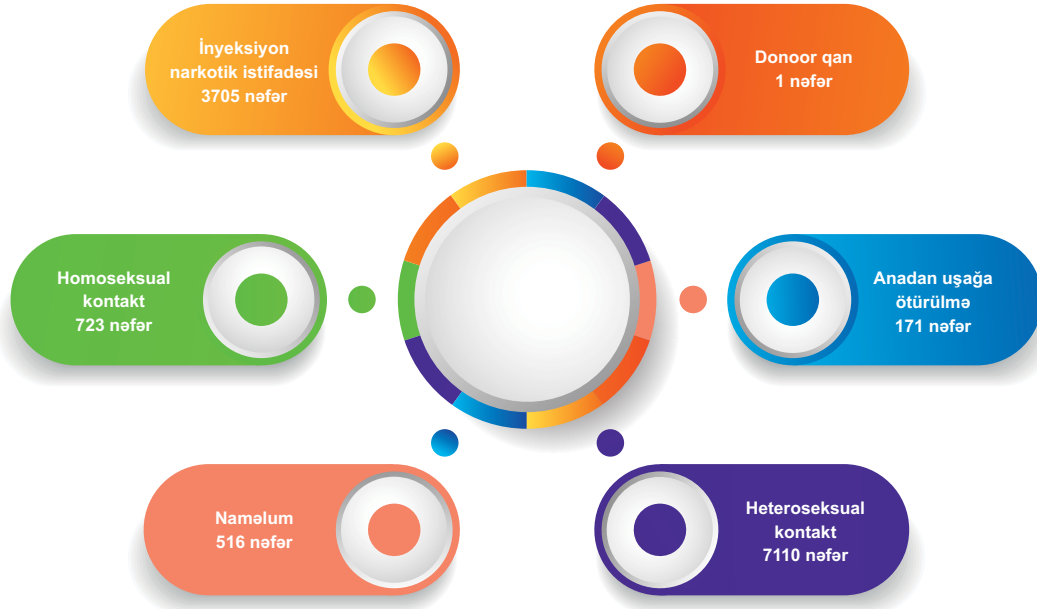 İnyeksiyon
narkotik istifadəsi
3705 nəfər
Donoor qan
1 nəfər
Homoseksual
kontakt
723 nəfər
Anadan uşağa
ötürülmə
171 nəfər
Naməlum
516 nəfər
Heteroseksual
kontakt
7110 nəfər